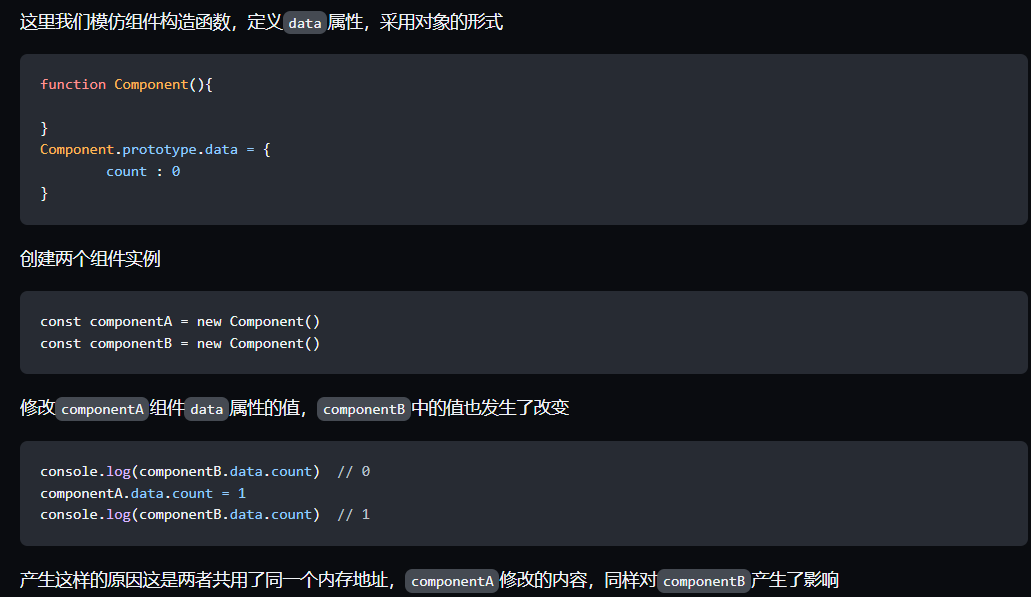 这里我们模仿组件构造函数，定义data属性，采用对象的形式
function Component(){
}
Component.prototype.data = {
count : 0
}
创建两个组件实例
const componentA = new Component()
const componentB = new Component()
修改componentA组件data属性的值，componentB中的值也发生了改变
console.log(componentB.data.count)  // 0
componentA.data.count = 1
console.log(componentB.data.count)  // 1
产生这样的原因这是两者共用了同一个内存地址，componentA修改的内容，同样对componentB产生了影响